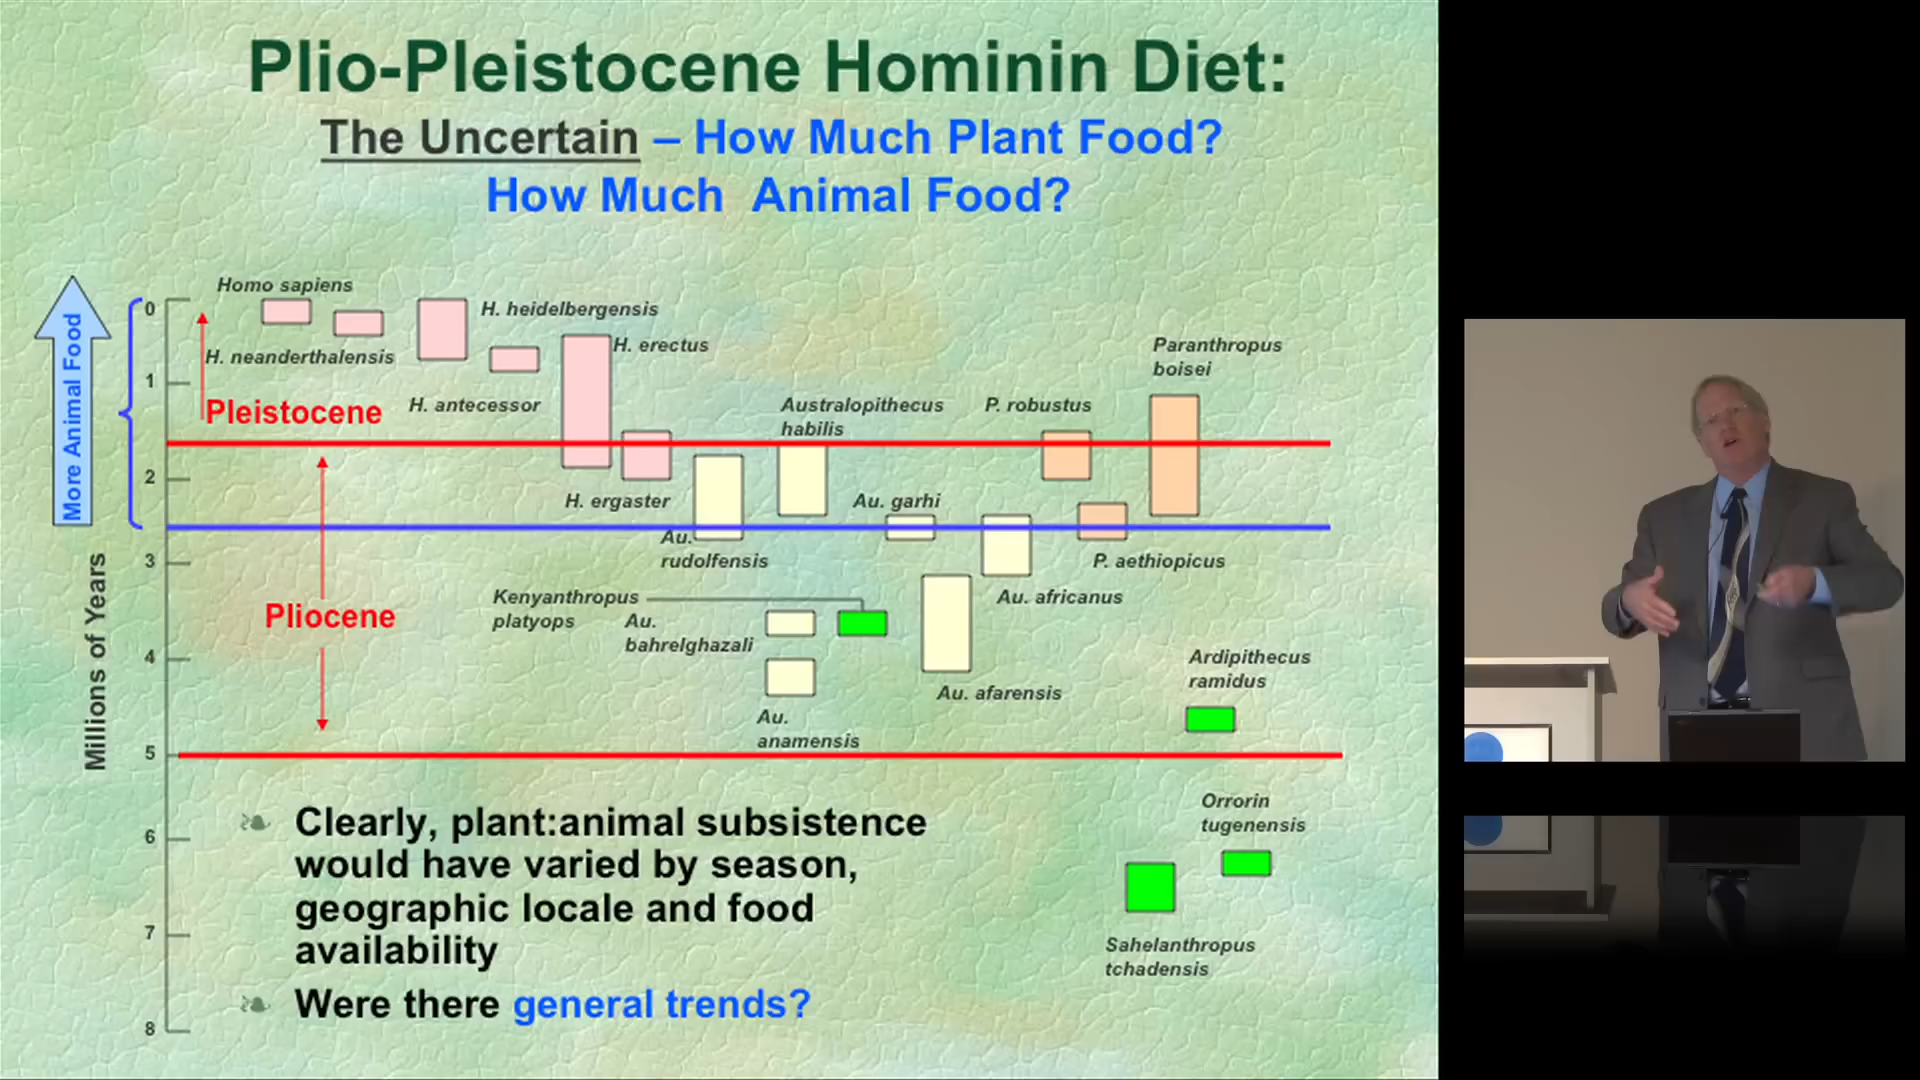 Plio-Pleistocene Hominin Diet:
The Uncertain – How Much Plant Food?
How Much Animal Food?
Homo sapiens
H. heidelbergensis
H. neanderthalensis
H. erectus
Paranthropus
boisei
Pleistocene
H. antecessor
Australopithecus
habilis
P. robustus
H. ergaster
Au. garhi
Au.
rudolfensis
P. aethiopicus
Kenyanthropus
platyops
Au.
bahrelghazali
Au. africanus
Pliocene
Ardipithecus
ramidus
Au. afarensis
Au.
anamensis
More Animal Food
Millions of Years
0
1
2
3
4
5
6
7
8
Orrorin
tugenensis
Sahelanthropus
tchadensis
Clearly, plant:animal subsistence
would have varied by season,
geographic locale and food
availability
Were there general trends?